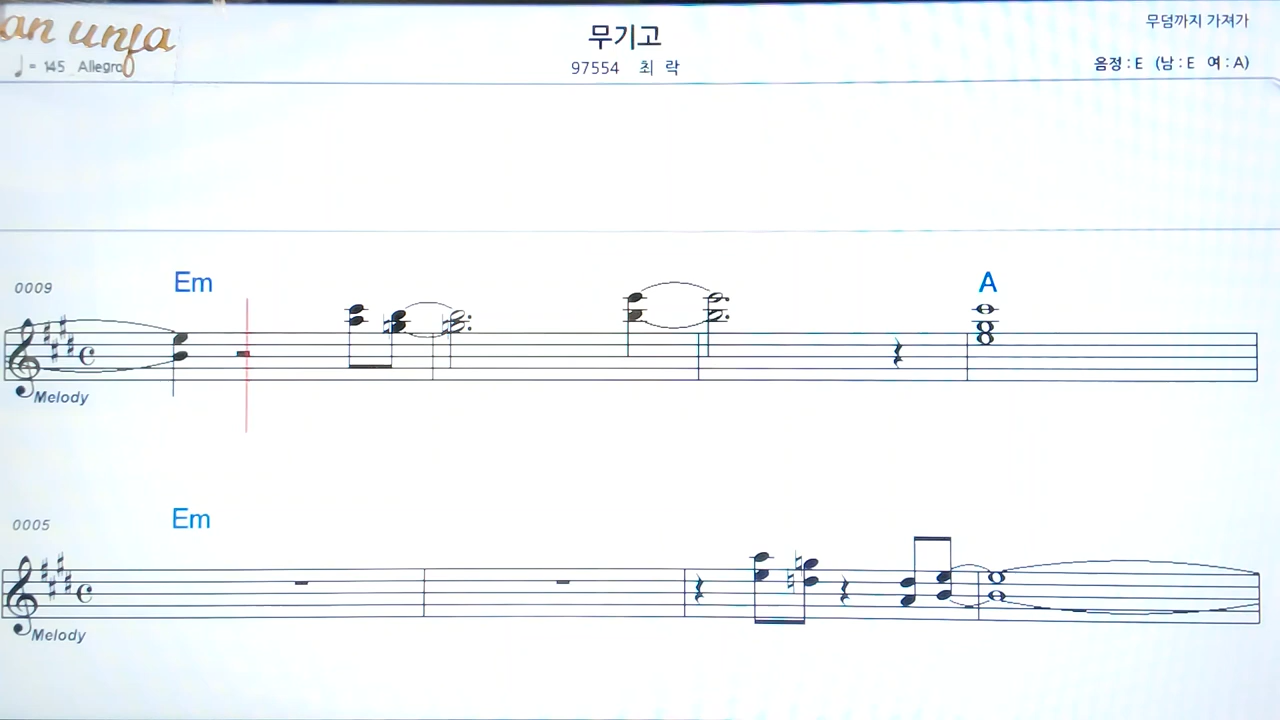 an unfa
♩ = 145 Allegro
무기고
97554 최 락
무덤까지 가져가
음정 : E (남 : E 여 : A)
0009
Em
A
Melody
0005
Em
Melody